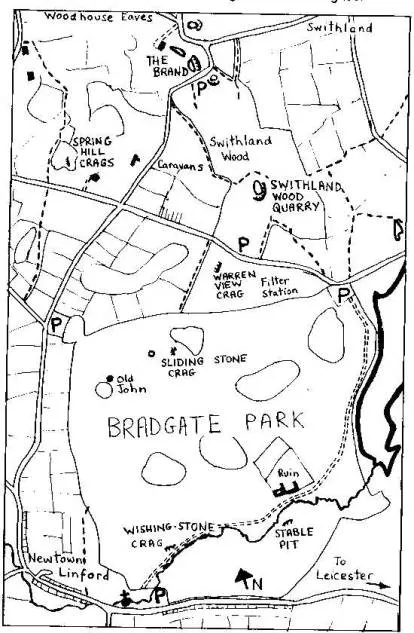 Woodhouse Eaves
Swithland
THE
BRAND
P
Swithland
Wood
SPRING
HILL
CRAGS
Caravans
SWITHLAND
WOOD
QUARRY
P
WARREN
VIEW
CRAG
Filter
Station
P
P
SLIDING STONE
CRAG
Old
John
BRADGATE PARK
Ruin
WISHING-STONE
CRAG
STABLE
PIT
Newtown
Linford
P
N
To
Leicester